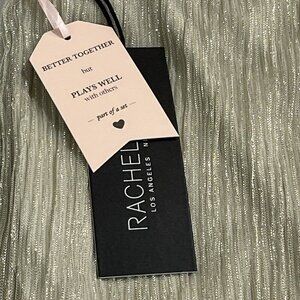 BETTER TOGETHER
but
PLAYS WELL
with others
part of a set
RACHEL
LOS ANGELES N